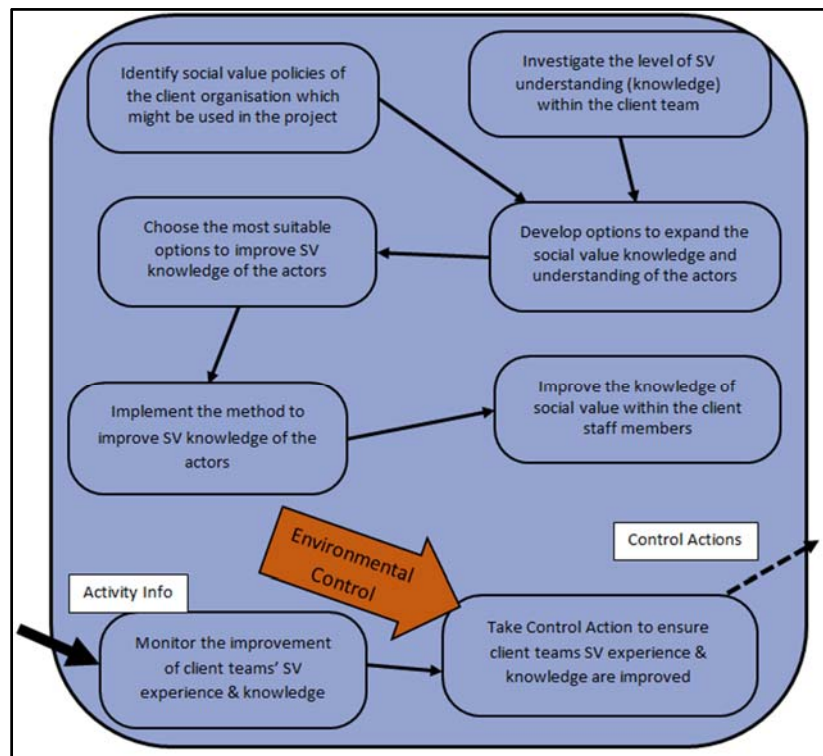 Identify social value policies of
the client organisation which
might be used in the project
Investigate the level of SV
understanding (knowledge)
within the client team
Choose the most suitable
options to improve SV
knowledge of the actors
Develop options to expand the
social value knowledge and
understanding of the actors
Implement the method to
improve SV knowledge of the
actors
Improve the knowledge of
social value within the client
staff members
Environmental
Control
Control Actions
Activity Info
Monitor the improvement
of client teams’ SV
experience & knowledge
Take Control Action to ensure
client teams SV experience &
knowledge are improved